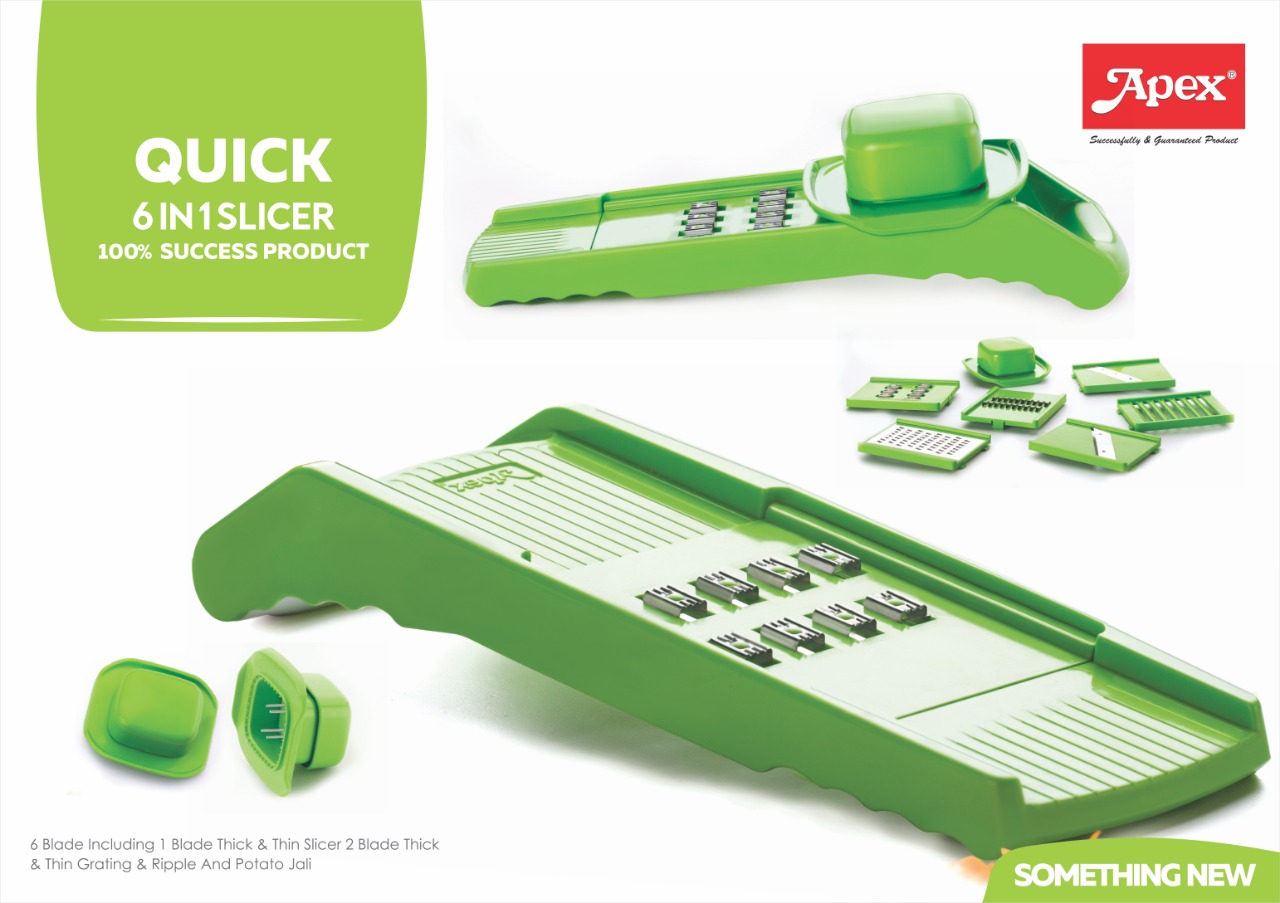 QUICK
6 IN 1 SLICER
100% SUCCESS PRODUCT
Apex®
Successfully & Guaranteed Product
Apex
6 Blade Including 1 Blade Thick & Thin Slicer 2 Blade Thick
& Thin Grating & Ripple And Potato Jali
SOMETHING NEW